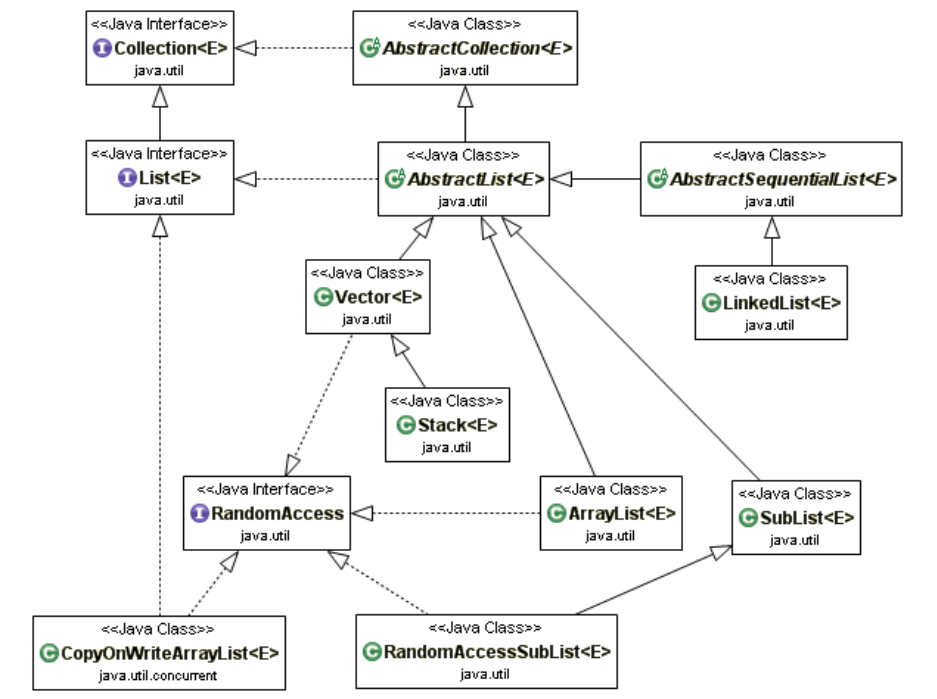 <<Java Interface>>
Collection<E>
java.util
<<Java Class>>
AbstractCollection<E>
java.util
<<Java Interface>>
List<E>
java.util
<<Java Class>>
AbstractList<E>
java.util
<<Java Class>>
AbstractSequentialList<E>
java.util
<<Java Class>>
Vector<E>
java.util
<<Java Class>>
LinkedList<E>
java.util
<<Java Class>>
Stack<E>
java.util
<<Java Interface>>
RandomAccess
java.util
<<Java Class>>
ArrayList<E>
java.util
<<Java Class>>
SubList<E>
java.util
<<Java Class>>
CopyOnWriteArrayList<E>
java.util.concurrent
<<Java Class>>
RandomAccessSubList<E>
java.util